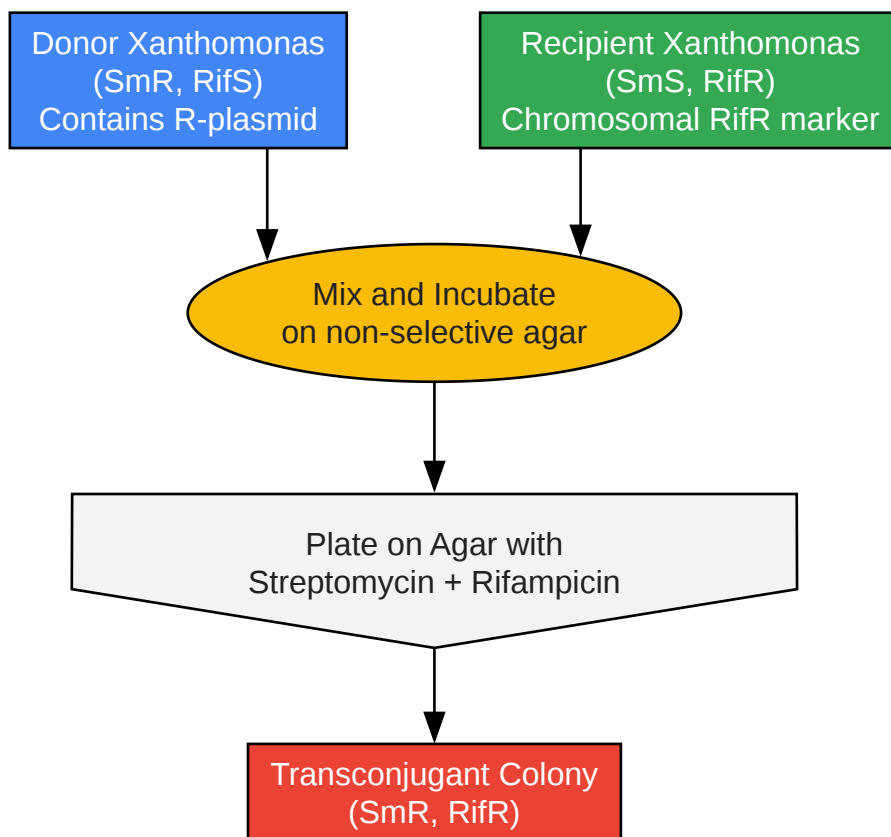 Donor Xanthomonas
(SmR, RifS)
Contains R-plasmid
Recipient Xanthomonas
(SmS, RifR)
Chromosomal RifR marker
Mix and Incubate
on non-selective agar
Plate on Agar with
Streptomycin + Rifampicin
Transconjugant Colony
(SmR, RifR)